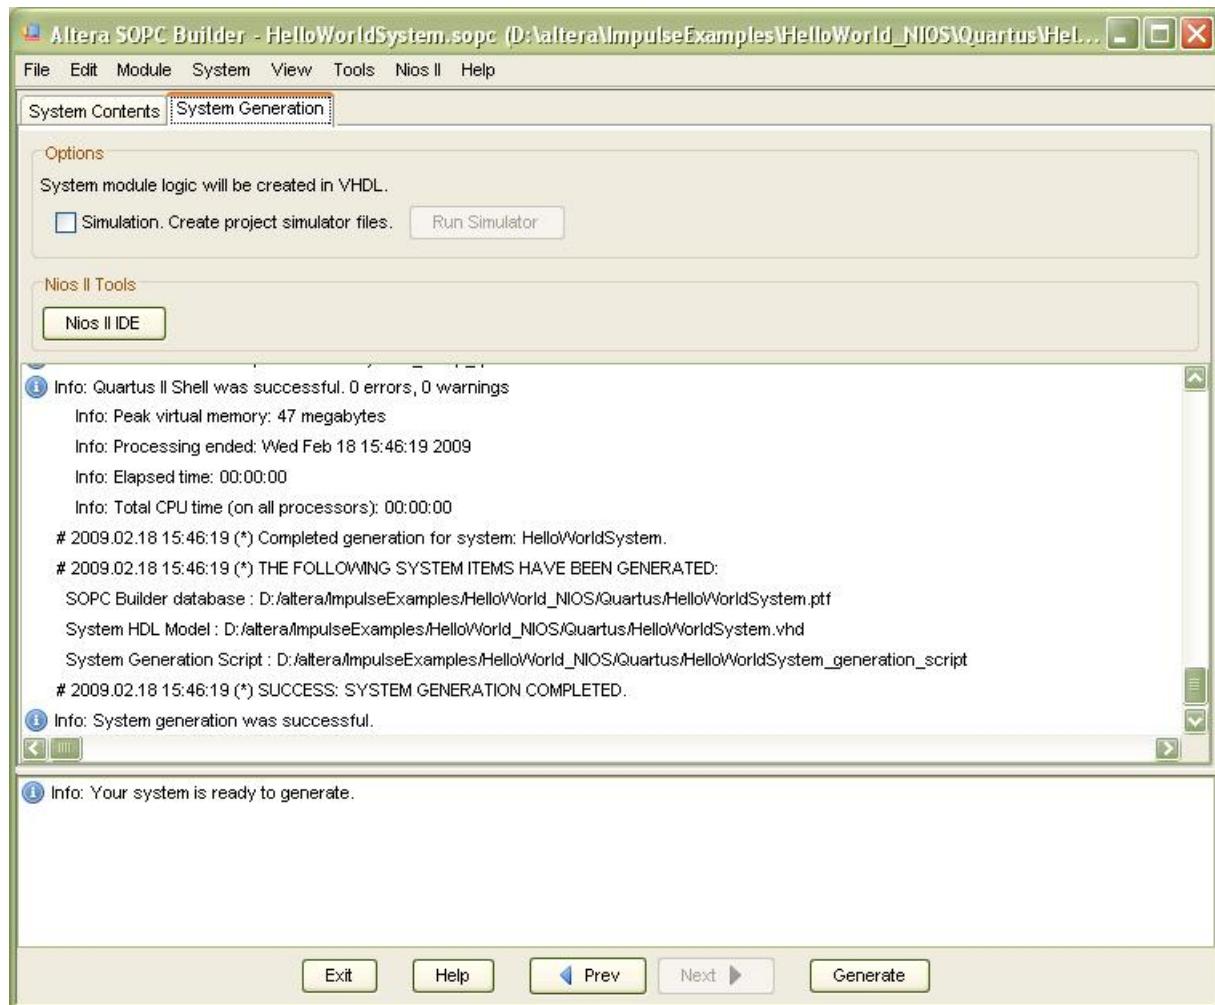 Altera SOPC Builder - HelloWorldSystem.sopc (D:\altera\ImpulseExamples\HelloWorld_NIOS\Quartus\Hel...
File Edit Module System View Tools Nios II Help
System Contents System Generation
Options
System module logic will be created in VHDL.
Simulation. Create project simulator files. Run Simulator
Nios II Tools
Nios II IDE
Info: Quartus II Shell was successful. 0 errors, 0 warnings
Info: Peak virtual memory: 47 megabytes
Info: Processing ended: Wed Feb 18 15:46:19 2009
Info: Elapsed time: 00:00:00
Info: Total CPU time (on all processors): 00:00:00
# 2009.02.18 15:46:19 (*) Completed generation for system: HelloWorldSystem.
# 2009.02.18 15:46:19 (*) THE FOLLOWING SYSTEM ITEMS HAVE BEEN GENERATED:
SOPC Builder database : D:/altera/ImpulseExamples/HelloWorld_NIOS/Quartus/HelloWorldSystem.ptf
System HDL Model : D:/altera/ImpulseExamples/HelloWorld_NIOS/Quartus/HelloWorldSystem.vhd
System Generation Script : D:/altera/ImpulseExamples/HelloWorld_NIOS/Quartus/HelloWorldSystem_generation_script
# 2009.02.18 15:46:19 (*) SUCCESS: SYSTEM GENERATION COMPLETED.
Info: System generation was successful.
Info: Your system is ready to generate.
Exit Help Prev Next Generate